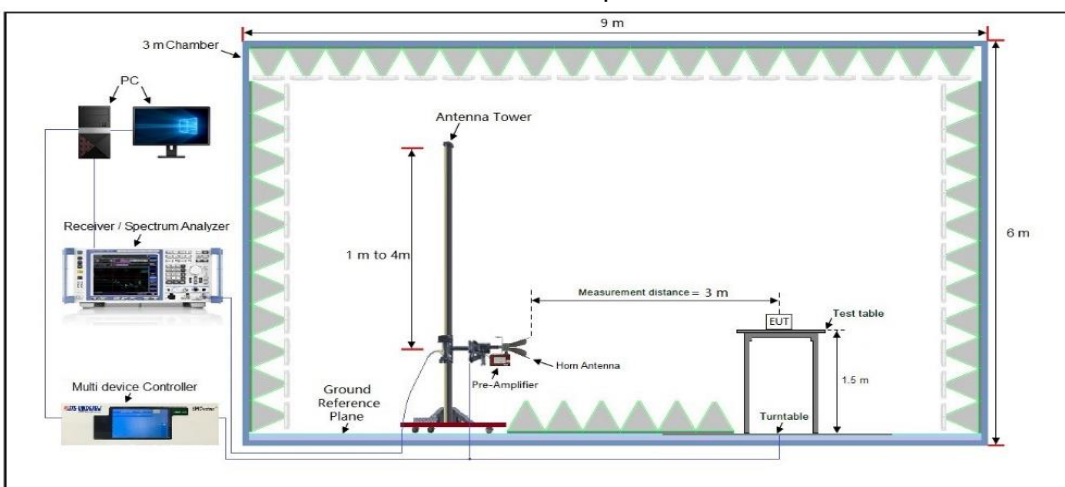 9 m
3 m Chamber
PC
Antenna Tower
Receiver / Spectrum Analyzer
1 m to 4m
6 m
Measurement distance = 3 m
EUT
Test table
Horn Antenna
Pre-Amplifier
1.5 m
Multi device Controller
Ground
Reference
Plane
Turntable